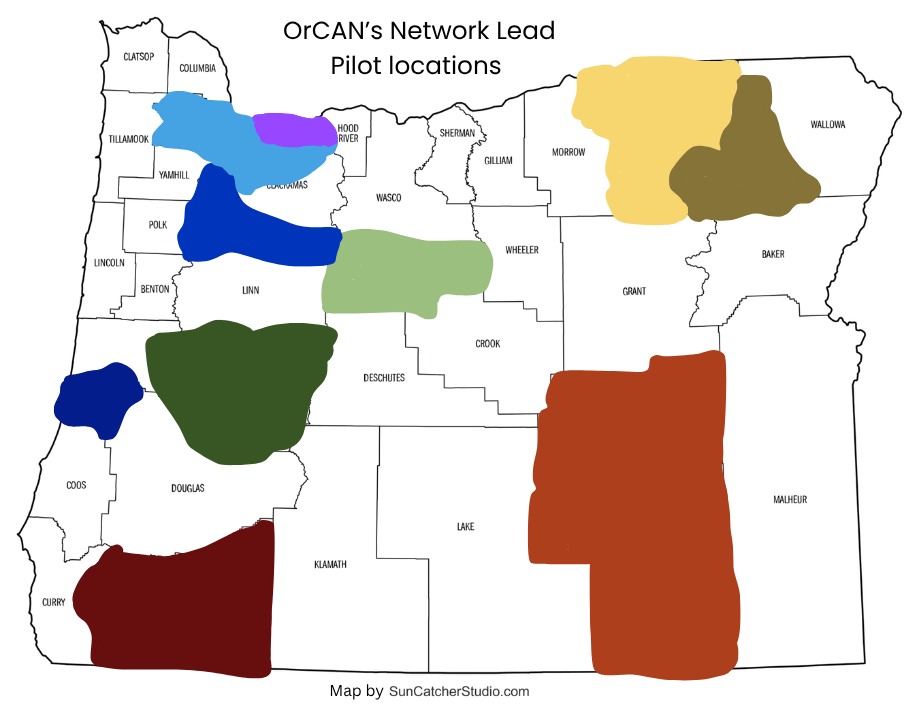 OrCAN’s Network Lead
Pilot locations
CLATSOP
COLUMBIA
TILLAMOOK
HOOD
RIVER
SHERMAN
WALLOWA
GILLIAM
MORROW
YAMHILL
CLACKAMAS
WASCO
POLK
WHEELER
BAKER
LINCOLN
BENTON
LINN
GRANT
CROOK
DESCHUTES
COOS
DOUGLAS
LAKE
MALHEUR
KLAMATH
CURRY
Map by SunCatcherStudio.com